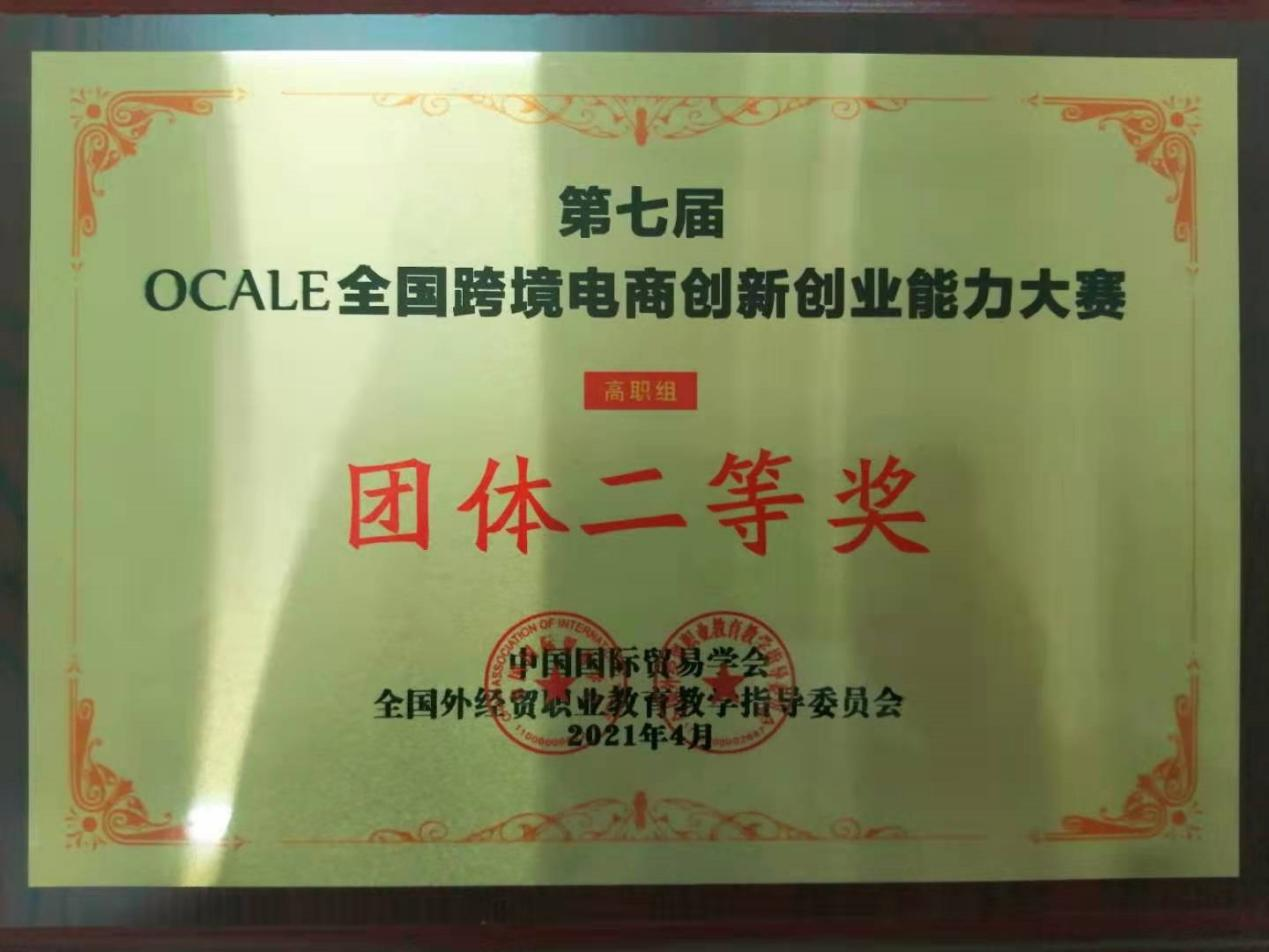 第七届
OCALE全国跨境电商创新创业能力大赛
高职组
团体二等奖
中国国际贸易学会
全国外经贸职业教育教学指导委员会
2021年4月